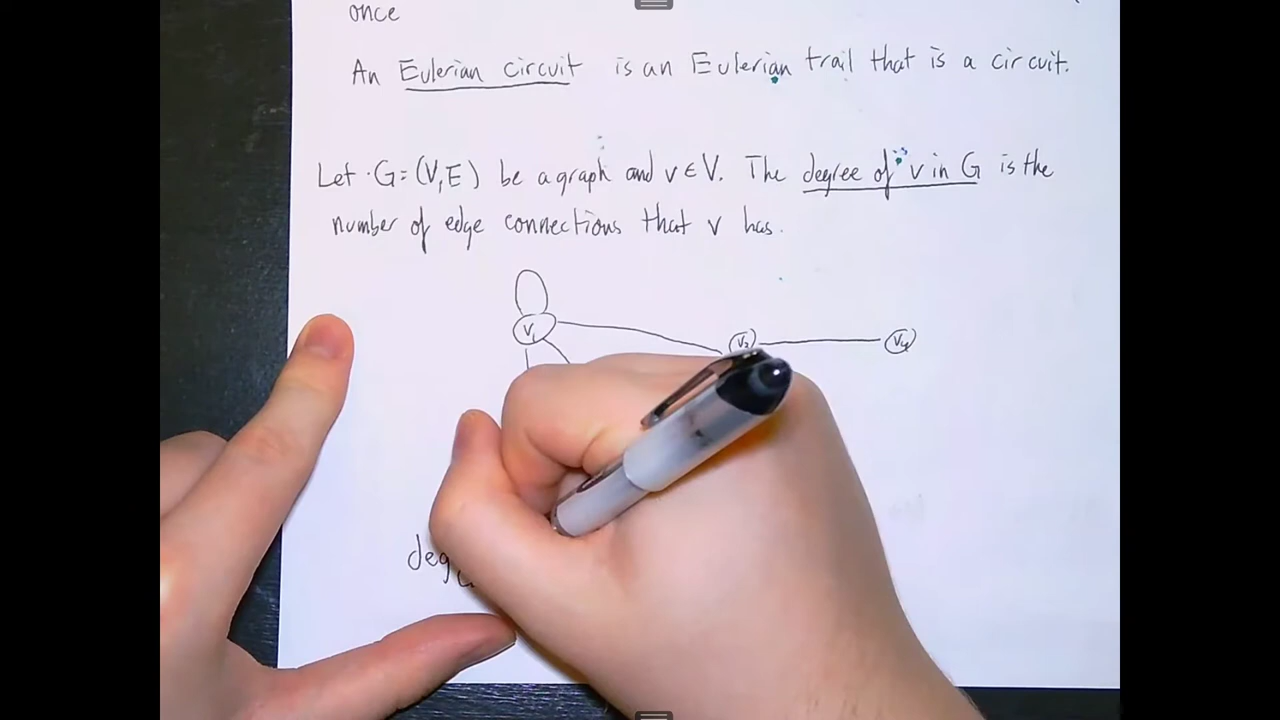 once
An Eulerian circuit is an Eulerian trail that is a circuit.
Let G = (V, E) be a graph and v ∈ V. The degree of v in G is the
number of edge connections that v has.
V₁
V₄
deg